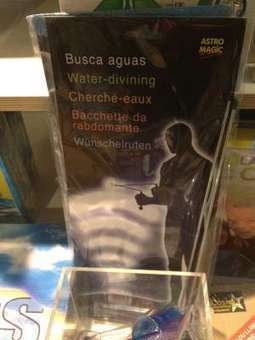 ASTRO
MAGIC
Busca aguas
Water-divining
Cherche-eaux
Bacchette da
rabdomante
Wünschelruten